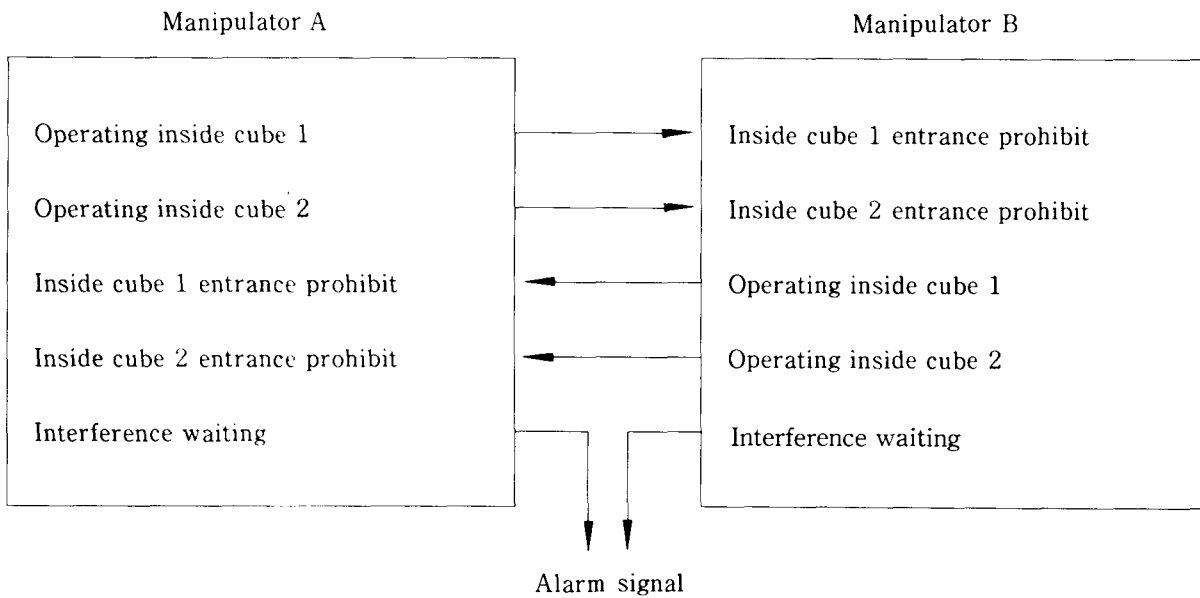 Manipulator A
Manipulator B
Operating inside cube 1
Operating inside cube 2
Inside cube 1 entrance prohibit
Inside cube 2 entrance prohibit
Interference waiting
Inside cube 1 entrance prohibit
Inside cube 2 entrance prohibit
Operating inside cube 1
Operating inside cube 2
Interference waiting
Alarm signal